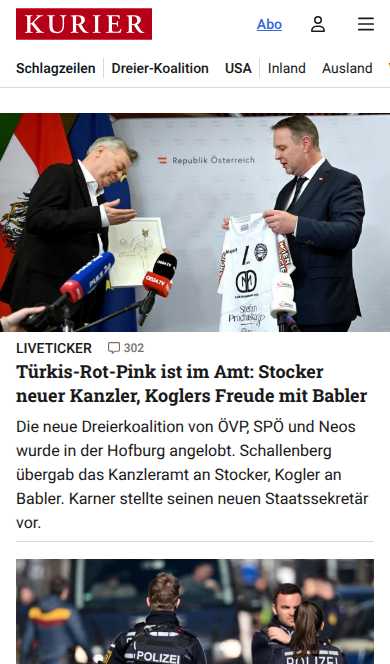 KURIER
Abo
Schlagzeilen
Dreier-Koalition
USA
Inland
Ausland
Republik Österreich
LIVETICKER
302
Türkis-Rot-Pink ist im Amt: Stocker
neuer Kanzler, Koglers Freude mit Babler
Die neue Dreierkoalition von ÖVP, SPÖ und Neos
wurde in der Hofburg angelobt. Schallenberg
übergab das Kanzleramt an Stocker, Kogler an
Babler. Karner stellte seinen neuen Staatssekretär
vor.
POLIZEI
POLIZEI